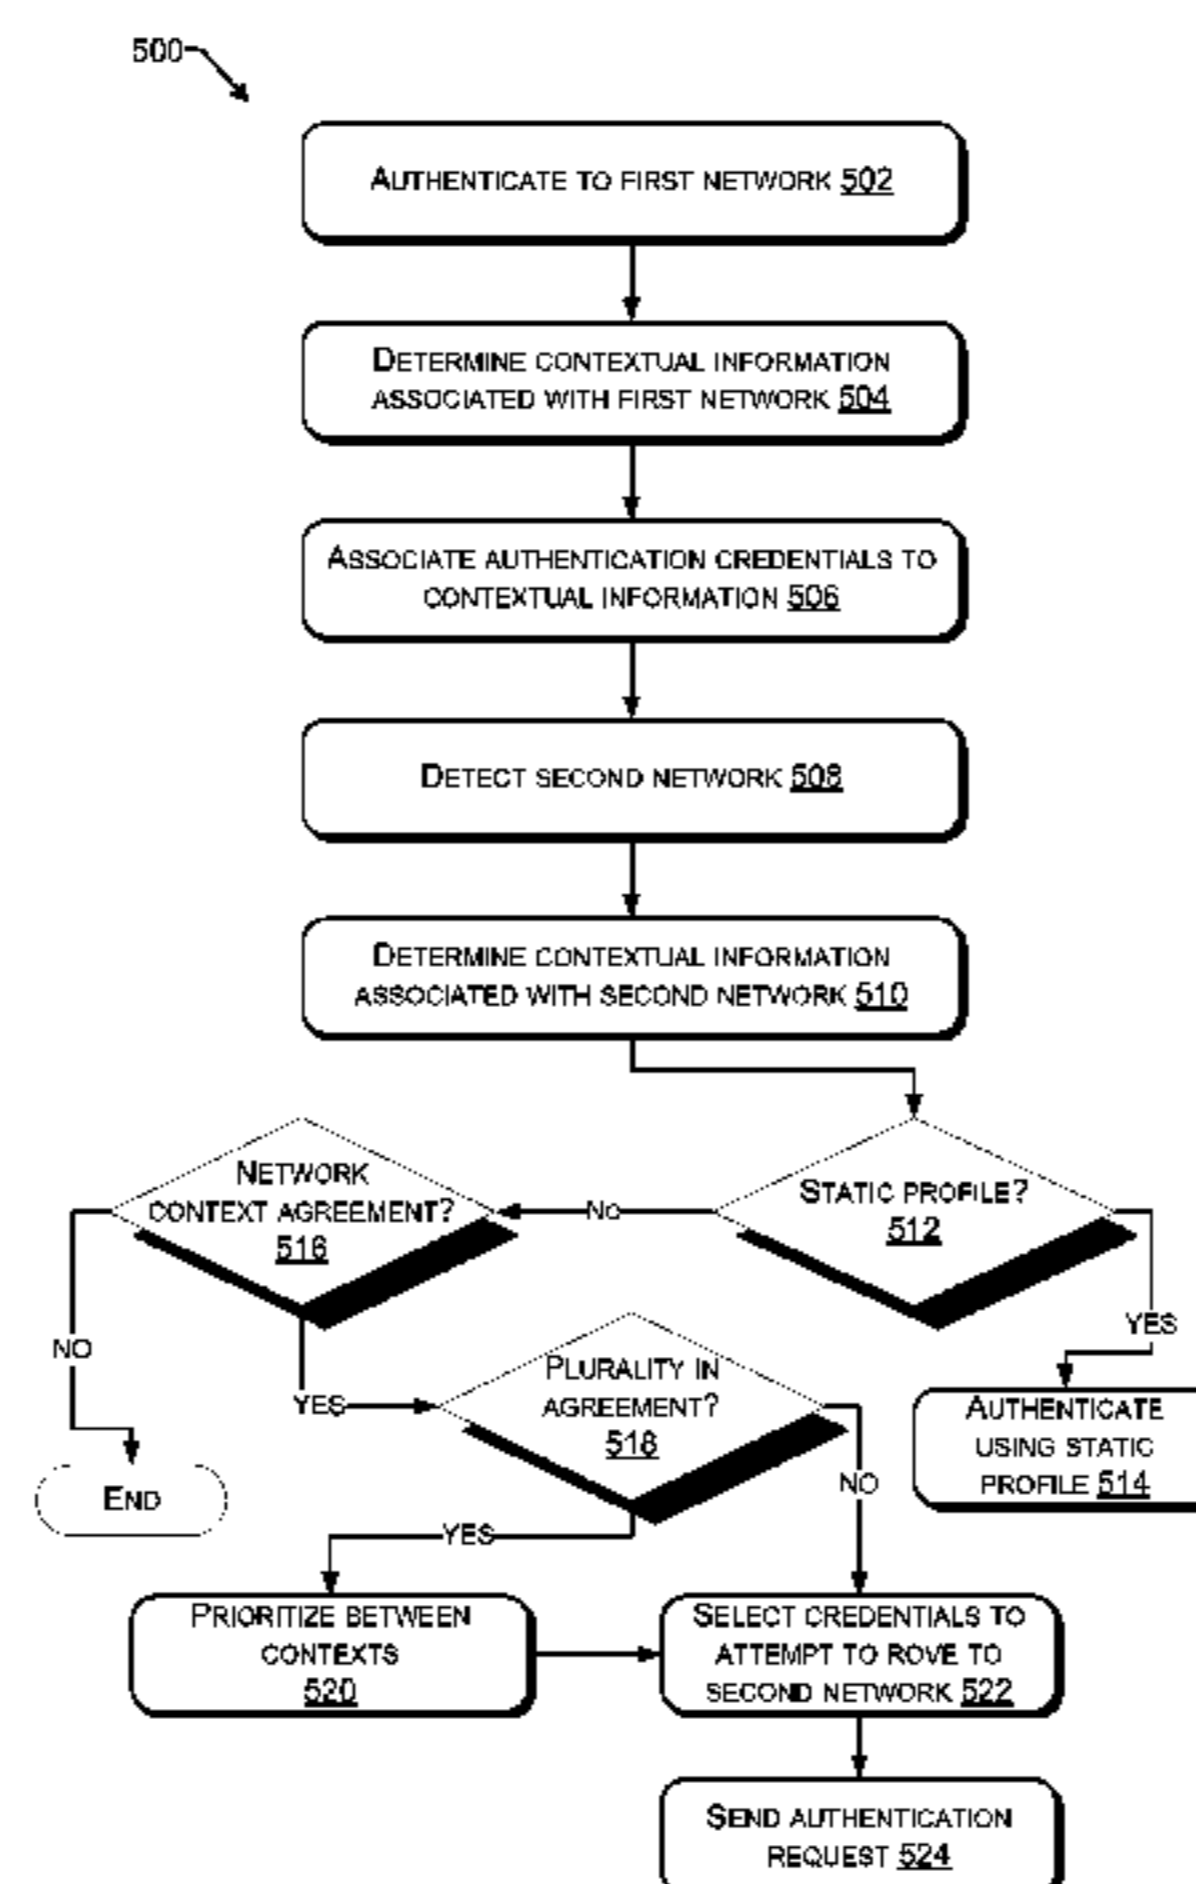 500
AUTHENTICATE TO FIRST NETWORK 502
DETERMINE CONTEXTUAL INFORMATION
ASSOCIATED WITH FIRST NETWORK 504
ASSOCIATE AUTHENTICATION CREDENTIALS TO
CONTEXTUAL INFORMATION 506
DETECT SECOND NETWORK 508
DETERMINE CONTEXTUAL INFORMATION
ASSOCIATED WITH SECOND NETWORK 510
NETWORK
CONTEXT AGREEMENT?
516
NO
STATIC PROFILE?
512
NO
YES
YES
PLURALITY IN
AGREEMENT?
518
AUTHENTICATE
USING STATIC
PROFILE 514
END
NO
YES
PRIORITIZE BETWEEN
CONTEXTS
520
SELECT CREDENTIALS TO
ATTEMPT TO ROVE TO
SECOND NETWORK 522
SEND AUTHENTICATION
REQUEST 524